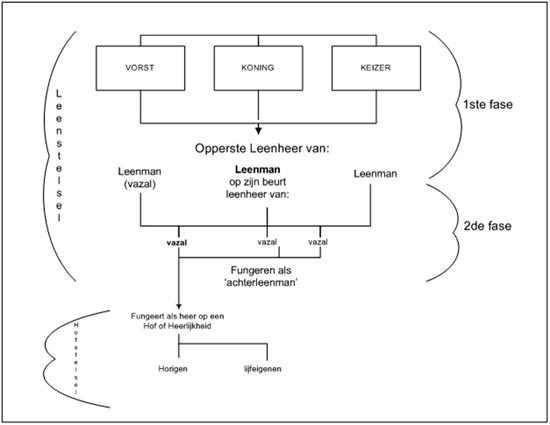 VORST
KONING
KEIZER
Leenstelsel
1ste fase
Opperste Leenheer van:
Leenman
(vazal)
Leenman
op zijn beurt
leenheer van:
Leenman
2de fase
vazal
vazal
vazal
Fungeren als
'achterleenman'
Fungeert als heer op een
Hof of Heerlijkheid
Hofstelsel
Horigen
lijfeigenen